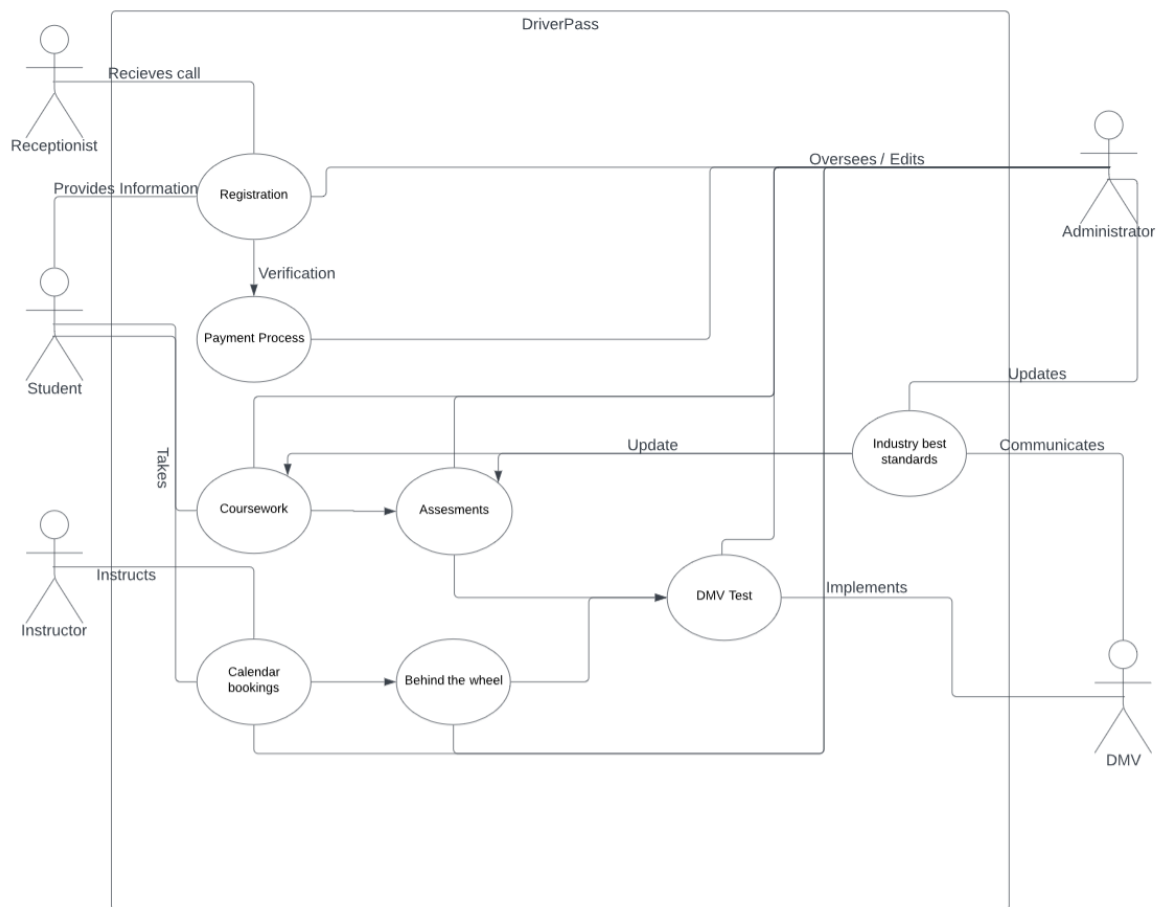 DriverPass
Recieves call
Receptionist
Oversees / Edits
Provides Information
Registration
Administrator
Verification
Payment Process
Student
Updates
Update
Industry best
standards
Communicates
Takes
Coursework
Assesments
Instructs
Instructor
DMV Test
Implements
Calendar
bookings
Behind the wheel
DMV